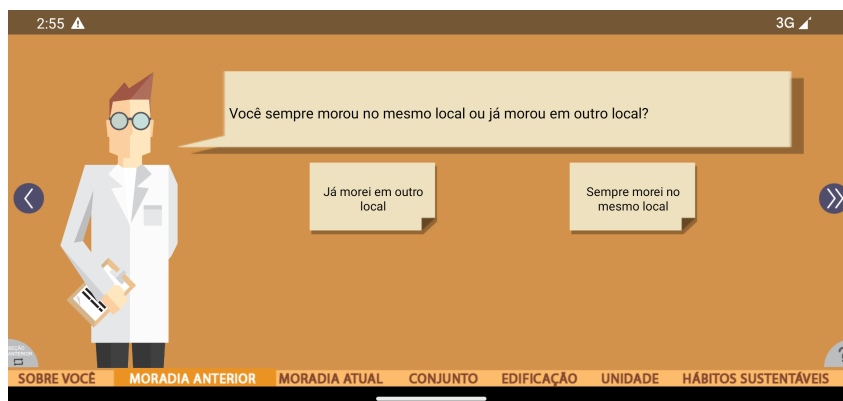 2:55
3G
Você sempre morou no mesmo local ou já morou em outro local?
Já morei em outro
local
Sempre morei no
mesmo local
ANTERIOR
?
SOBRE VOCÊ MORADIA ANTERIOR MORADIA ATUAL CONJUNTO EDIFICAÇÃO UNIDADE HÁBITOS SUSTENTÁVEIS